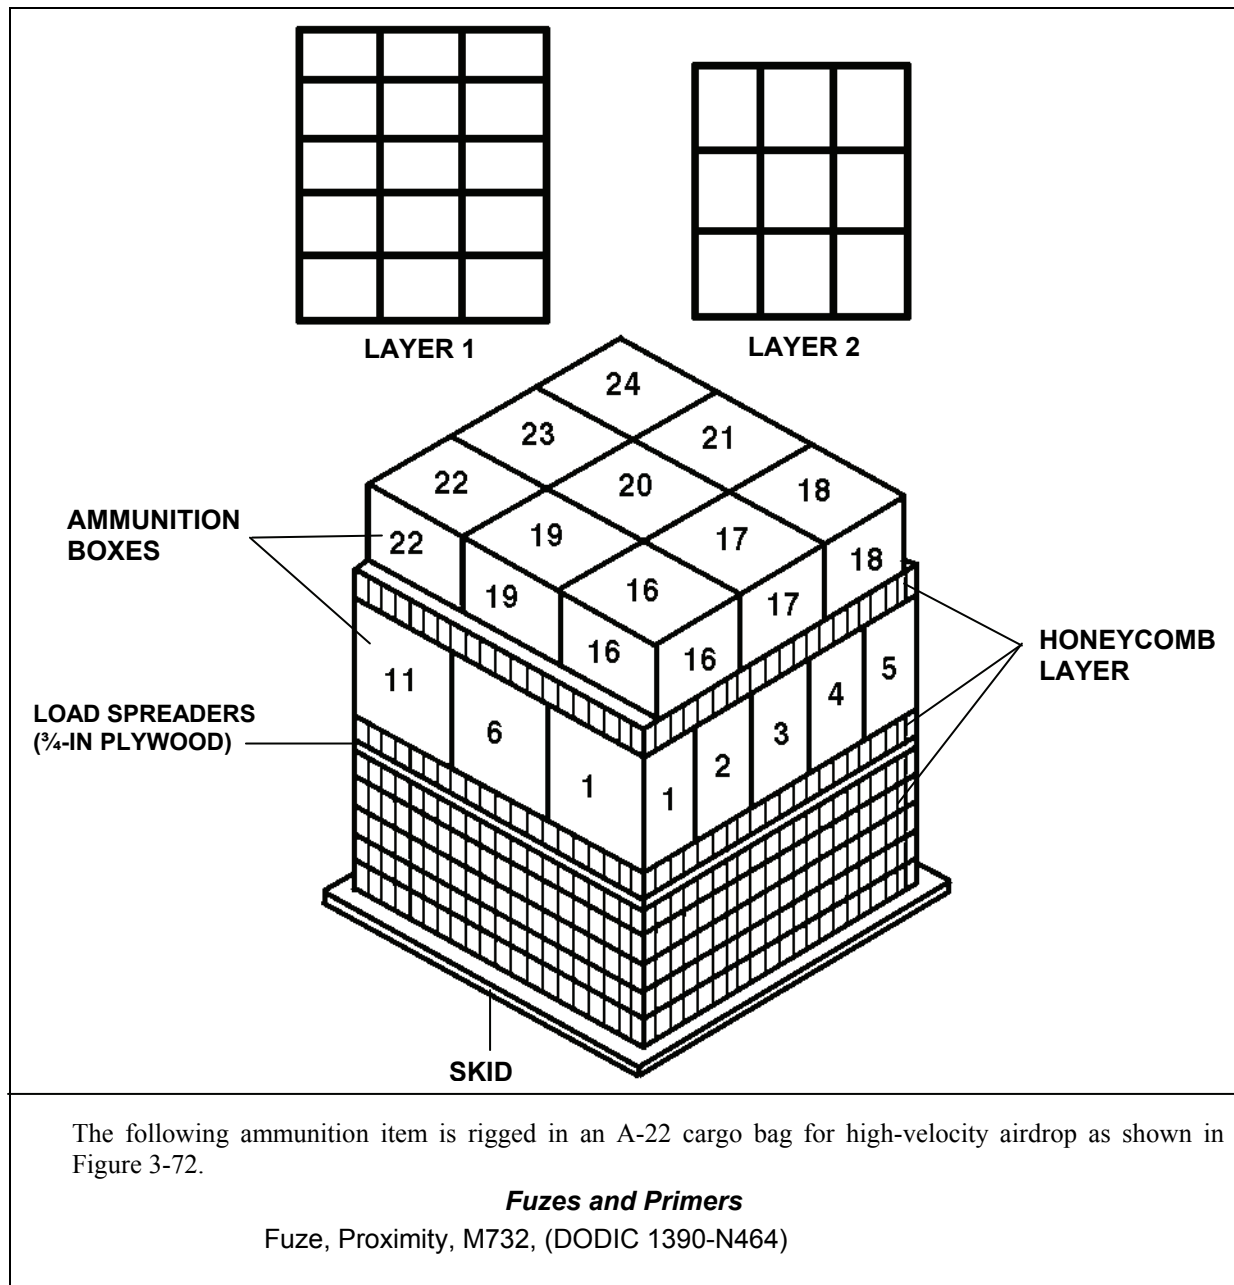 LAYER 1
LAYER 2
24
23
21
22
20
18
22
19
17
18
19
16
17
16
16
AMMUNITION
BOXES
HONEYCOMB
LAYER
11
6
1
1
2
3
4
5
LOAD SPREADERS
(¾-IN PLYWOOD)
SKID
The following ammunition item is rigged in an A-22 cargo bag for high-velocity airdrop as shown in
Figure 3-72.
Fuzes and Primers
Fuze, Proximity, M732, (DODIC 1390-N464)